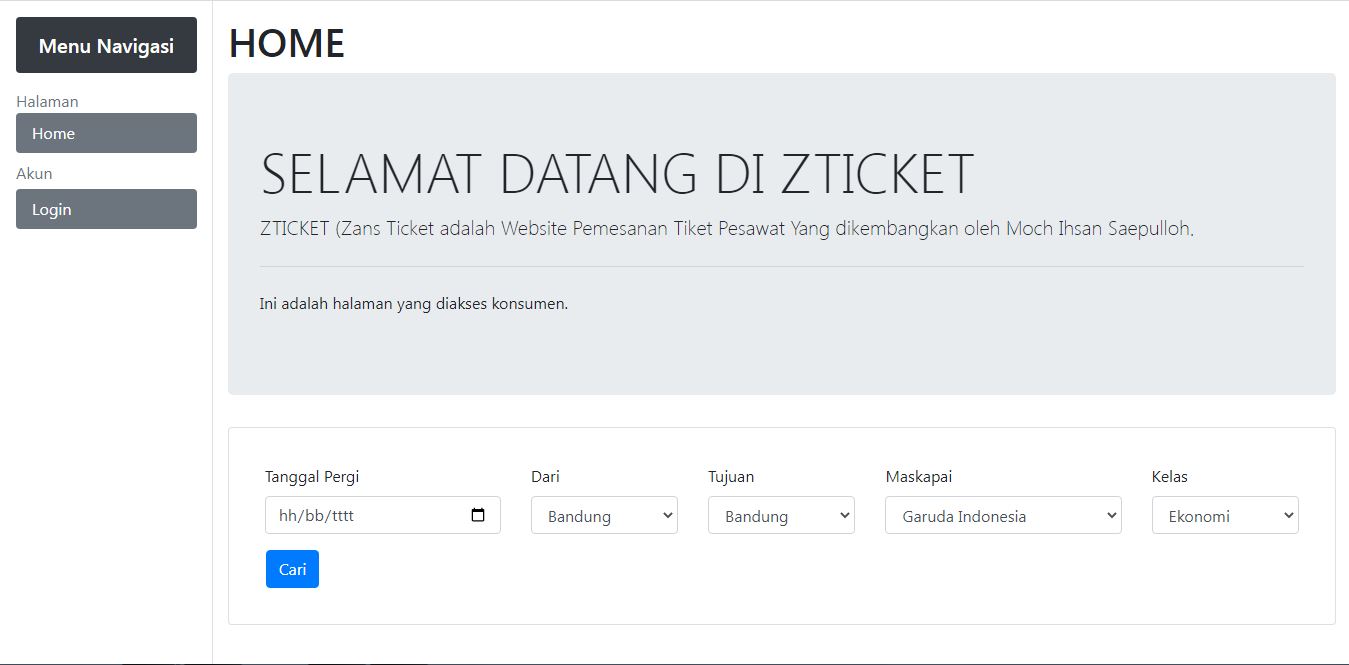 Menu Navigasi
Halaman
Home
Akun
Login
HOME
SELAMAT DATANG DI ZTICKET
ZTICKET (Zans Ticket adalah Website Pemesanan Tiket Pesawat Yang dikembangkan oleh Moch Ihsan Saepulloh.
Ini adalah halaman yang diakses konsumen.
Tanggal Pergi Dari Tujuan Maskapai Kelas
hh/bb/tttt Bandung Bandung Garuda Indonesia Ekonomi
Cari